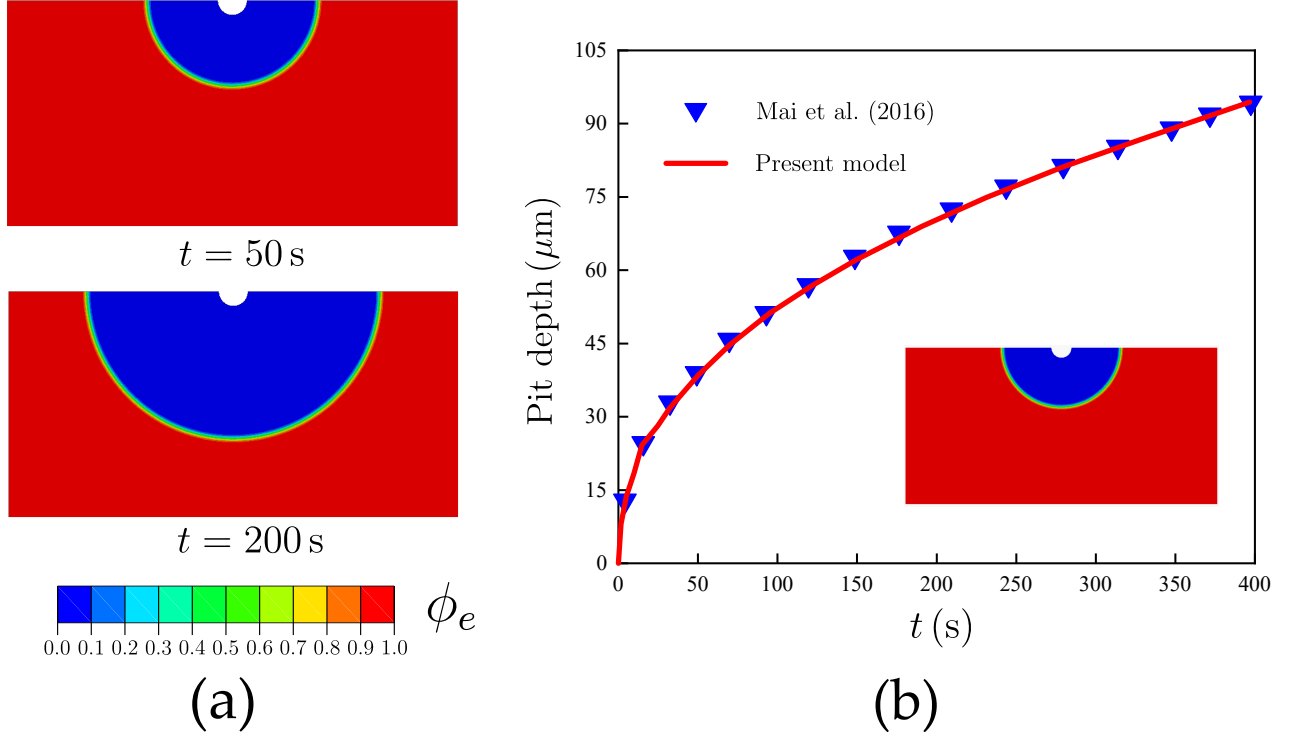 t = 50 s
t = 200 s
0.0 0.1 0.2 0.3 0.4 0.5 0.6 0.7 0.8 0.9 1.0
ϕₑ
(a)
105
90
75
60
45
30
15
0
Pit depth (μm)
Mai et al. (2016)
Present model
0 50 100 150 200 250 300 350 400
t (s)
(b)